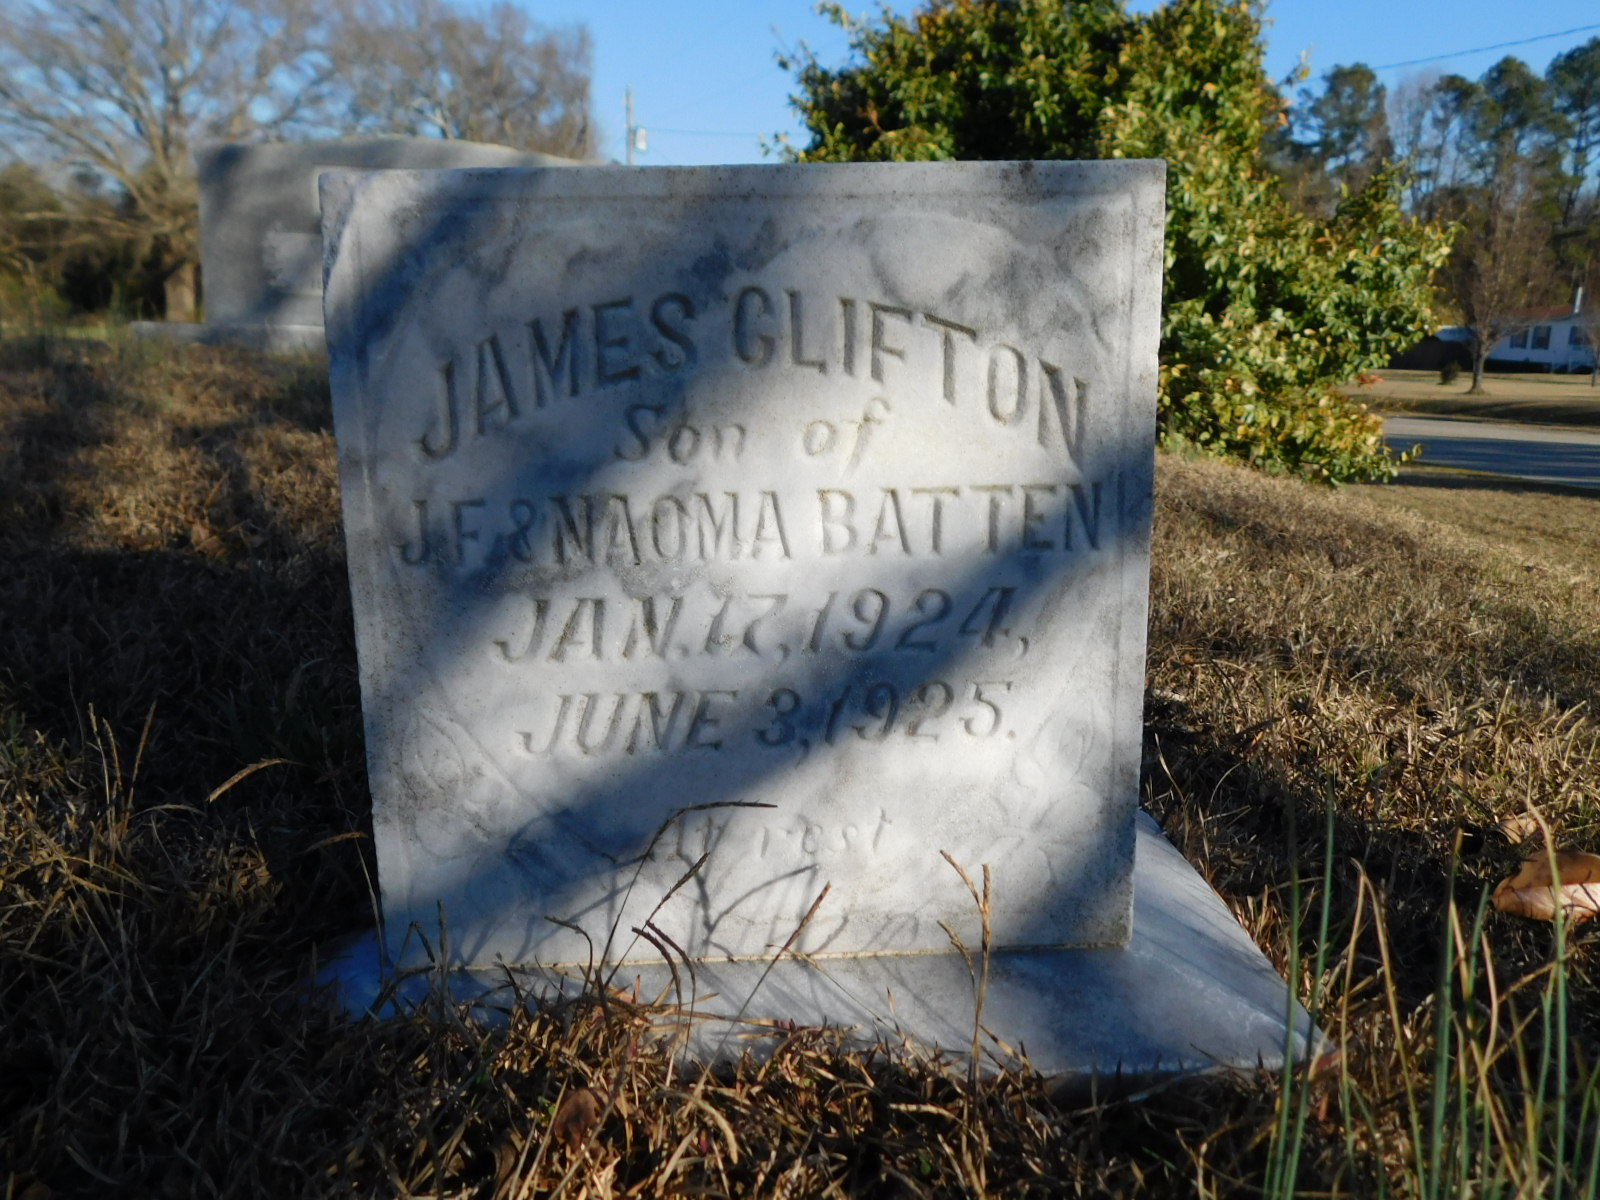 JAMES CLIFTON
Son of
J.F. & NAOMA BATTEN
JAN. 17, 1924,
JUNE 3, 1925.
At rest